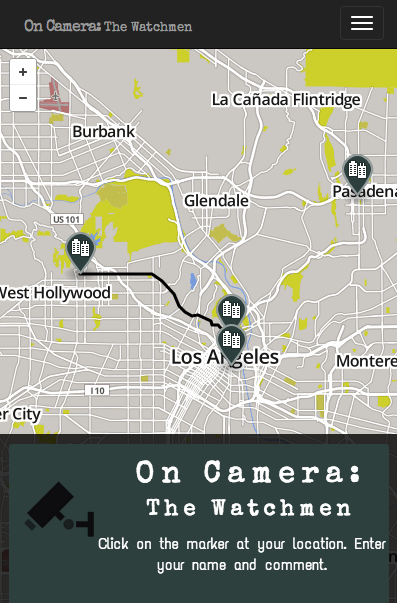 On Camera: The Watchmen
+
−
La Cañada Flintridge
Burbank
Pasadena
Glendale
US 101
West Hollywood
Los Angeles
Montere
I 10
er City
On Camera:
The Watchmen
Click on the marker at your location. Enter
your name and comment.